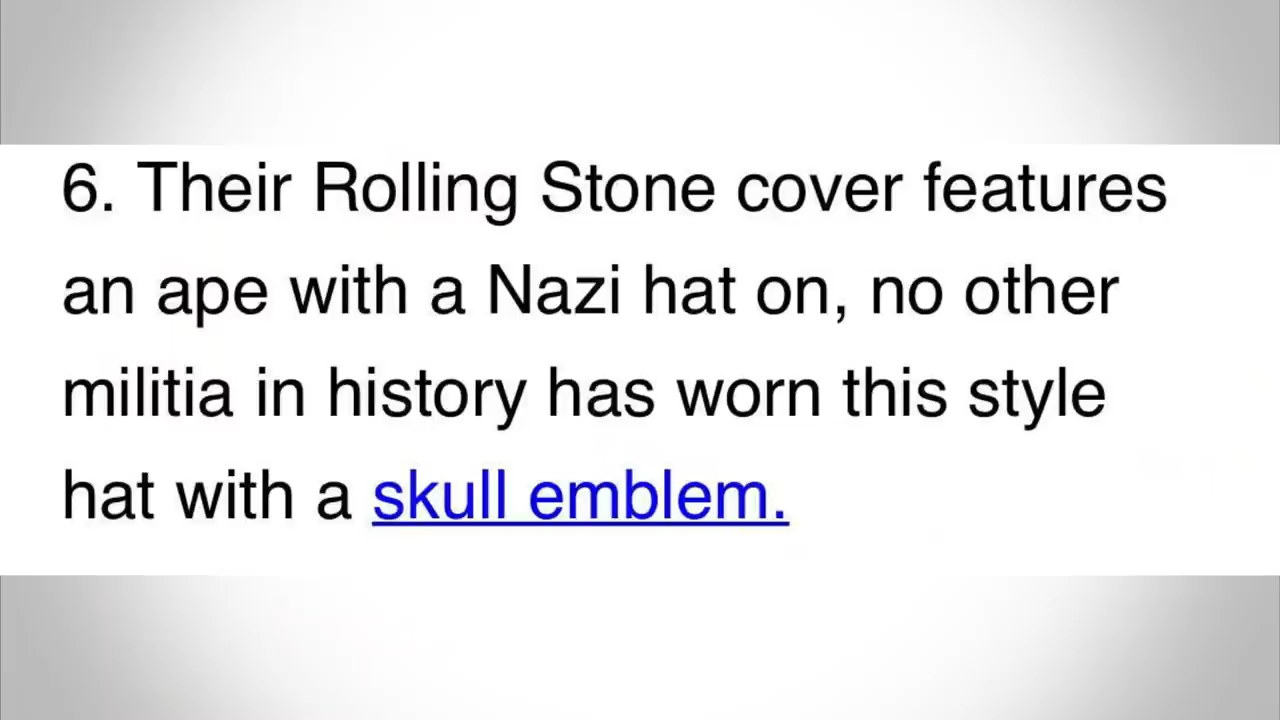 6. Their Rolling Stone cover features
an ape with a Nazi hat on, no other
militia in history has worn this style
hat with a skull emblem.